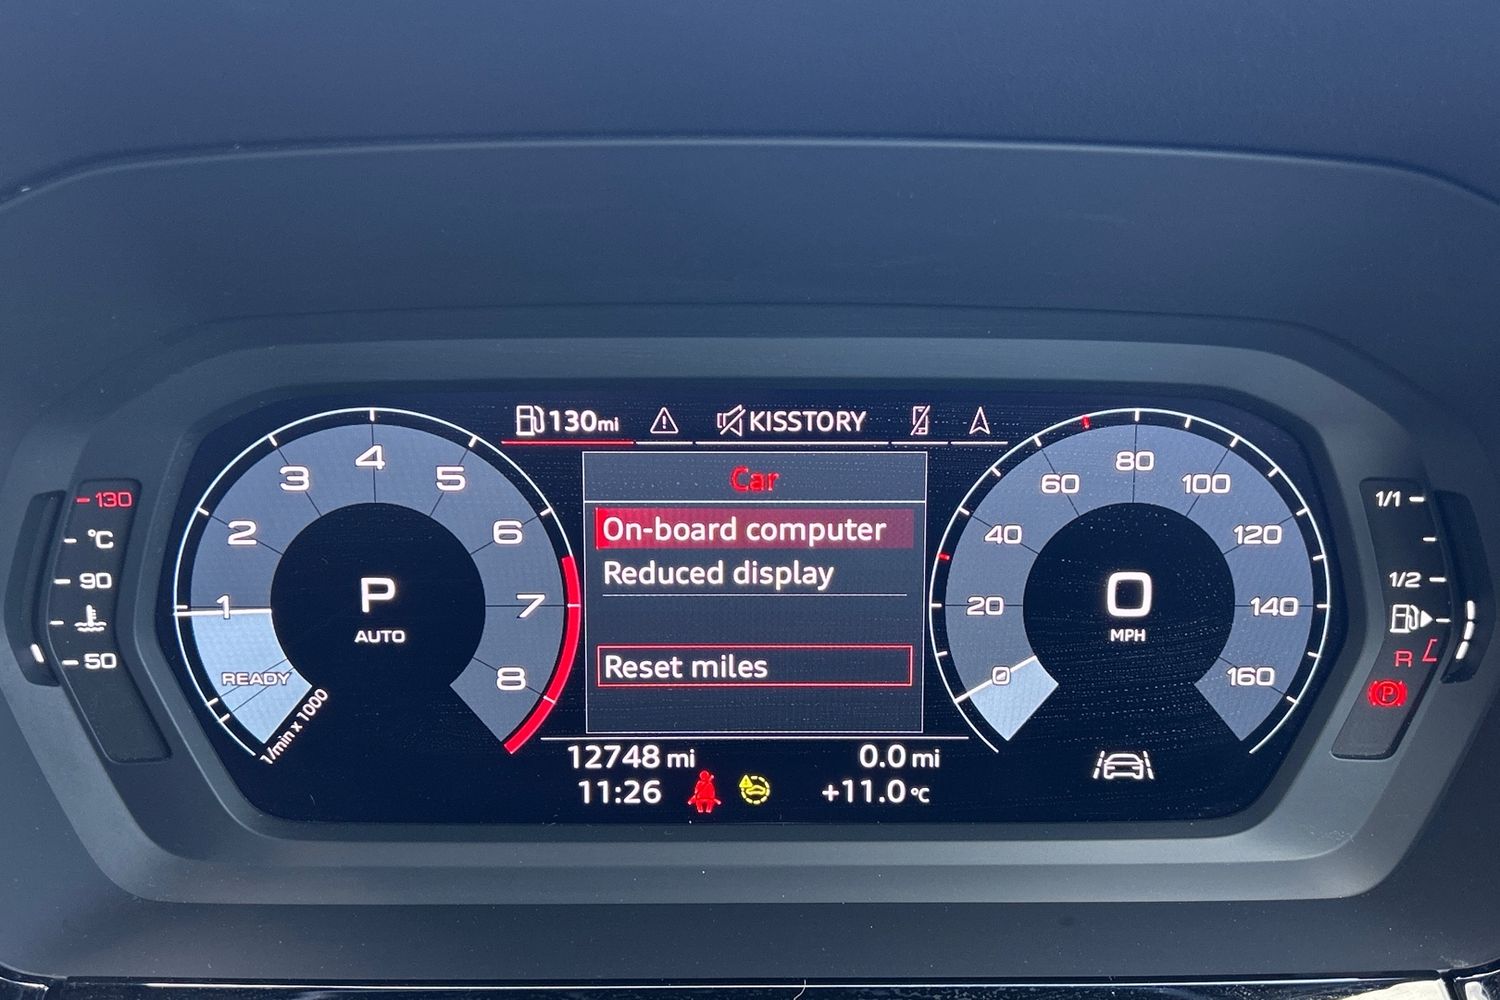 130mi
KISSTORY
Car
On-board computer
Reduced display
Reset miles
12748 mi
0.0 mi
11:26
+11.0°C
1
2
3
4
5
6
7
8
READY
1/min x 1000
P
AUTO
130
°C
90
50
0
20
40
60
80
100
120
140
160
0
MPH
1/1
1/2
R
P